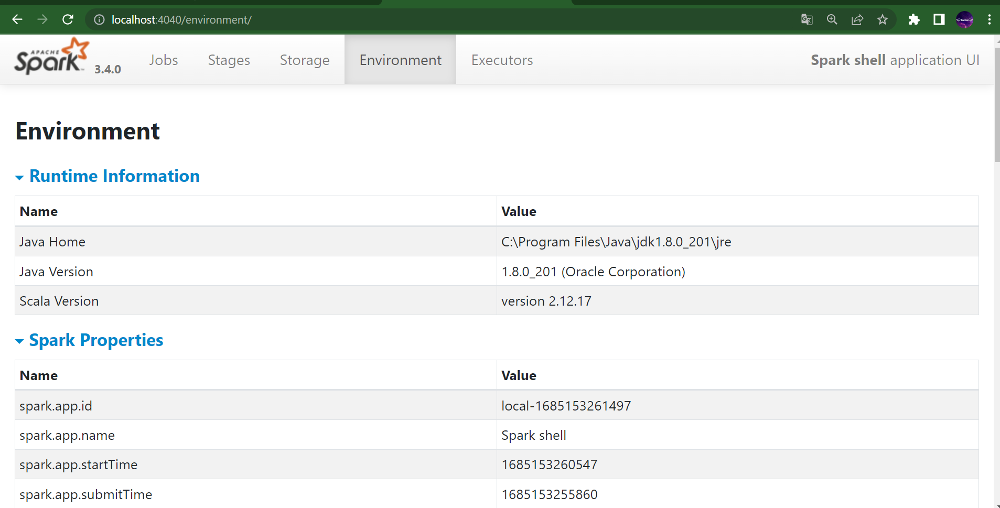 localhost:4040/environment/
APACHE Spark 3.4.0 Jobs Stages Storage Environment Executors Spark shell application UI
Environment
Runtime Information
Name Value
Java Home C:\Program Files\Java\jdk1.8.0_201\jre
Java Version 1.8.0_201 (Oracle Corporation)
Scala Version version 2.12.17
Spark Properties
Name Value
spark.app.id local-1685153261497
spark.app.name Spark shell
spark.app.startTime 1685153260547
spark.app.submitTime 1685153255860